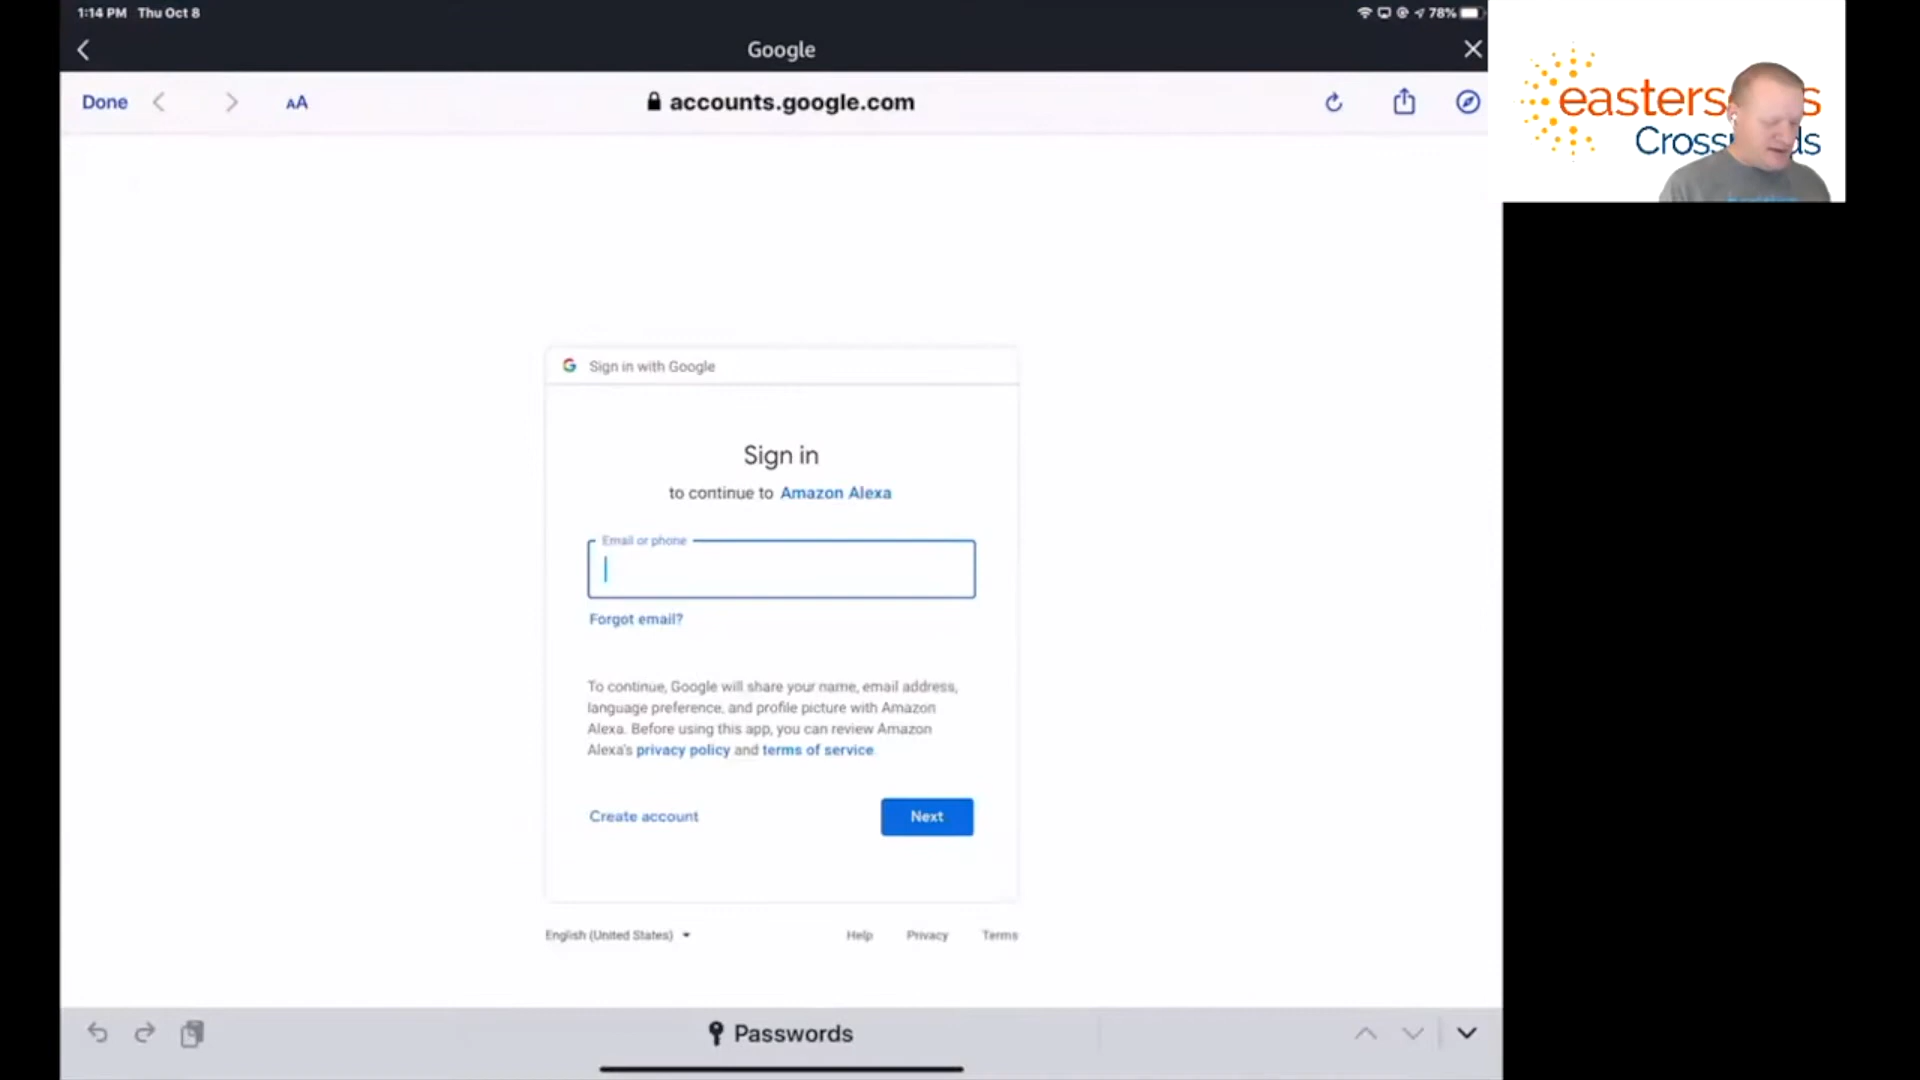 1:14 PM Thu Oct 8
78%
Google
Done
AA
accounts.google.com
Sign in with Google
Sign in
to continue to Amazon Alexa
Email or phone
Forgot email?
To continue, Google will share your name, email address,
language preference, and profile picture with Amazon
Alexa. Before using this app, you can review Amazon
Alexa's privacy policy and terms of service.
Create account
Next
English (United States)
Help Privacy Terms
Passwords